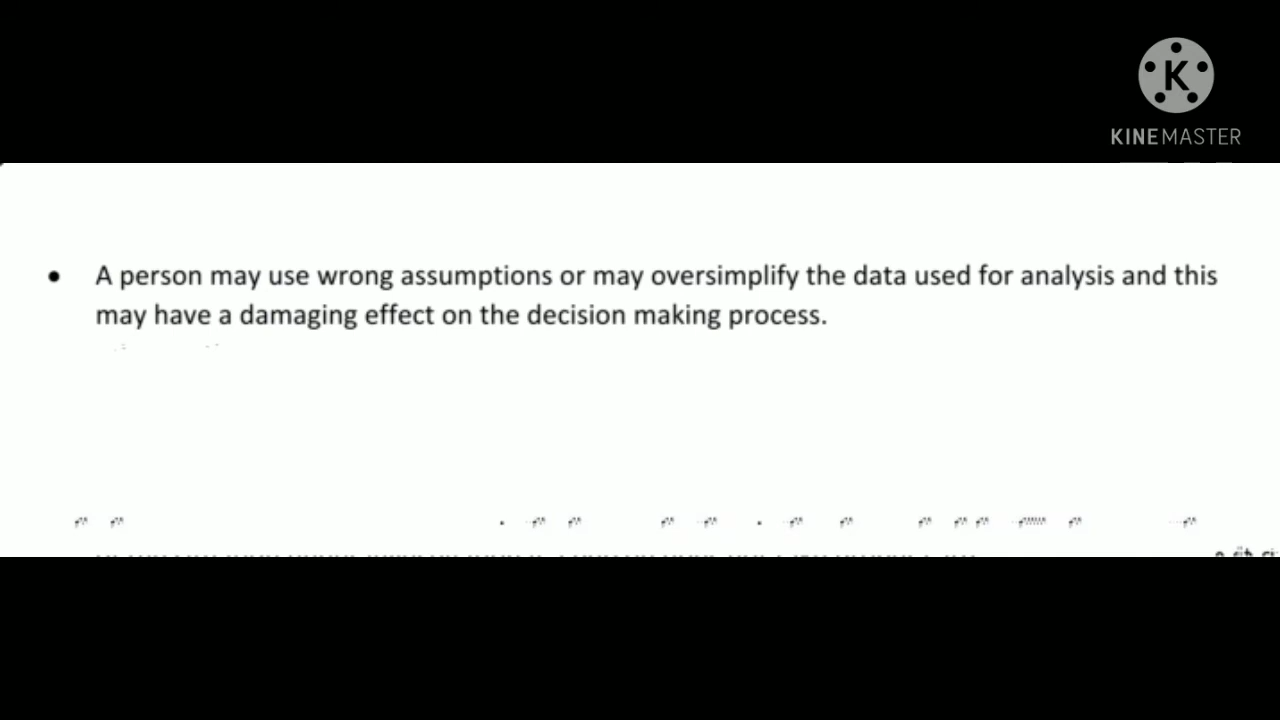 KINEMASTER
• A person may use wrong assumptions or may oversimplify the data used for analysis and this
may have a damaging effect on the decision making process.